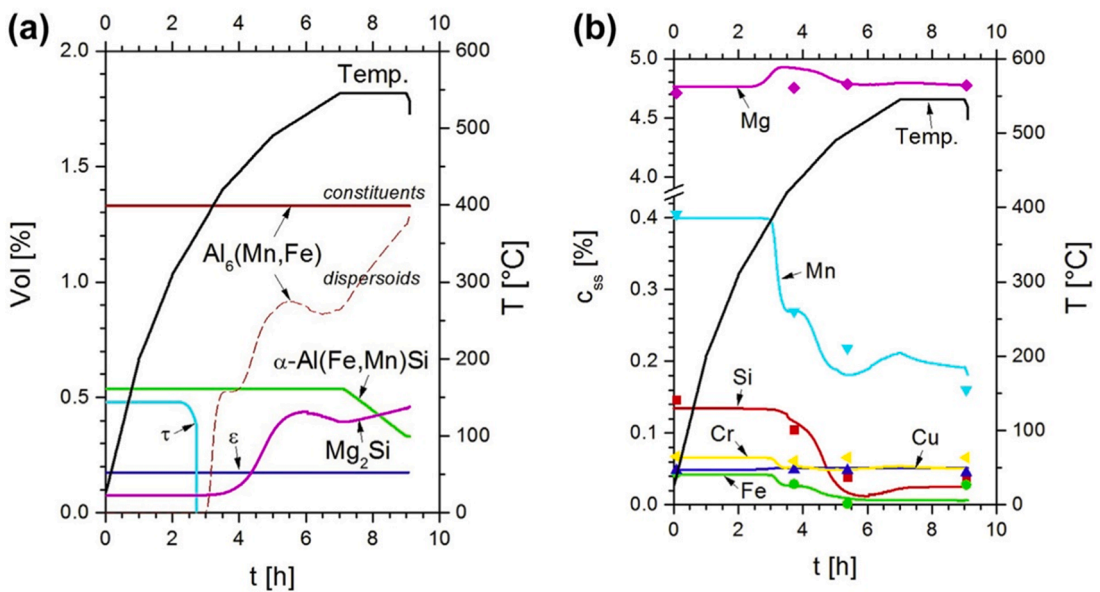 (a)
0 2 4 6 8 10
2.0 600
Temp.
500
1.5
constituents
400
Al6(Mn,Fe)
Vol [%]
1.0
dispersoids
300
T [°C]
α-Al(Fe,Mn)Si
200
0.5
τ
ε
Mg2Si
100
0.0 0
0 2 4 6 8 10
t [h]
(b)
0 2 4 6 8 10
5.0 600
Mg
4.5
Temp.
500
4.0
400
0.4
Mn
css [%]
0.3
300
T [°C]
0.2
200
Si
0.1
Cr
Cu
100
Fe
0.0 0
0 2 4 6 8 10
t [h]